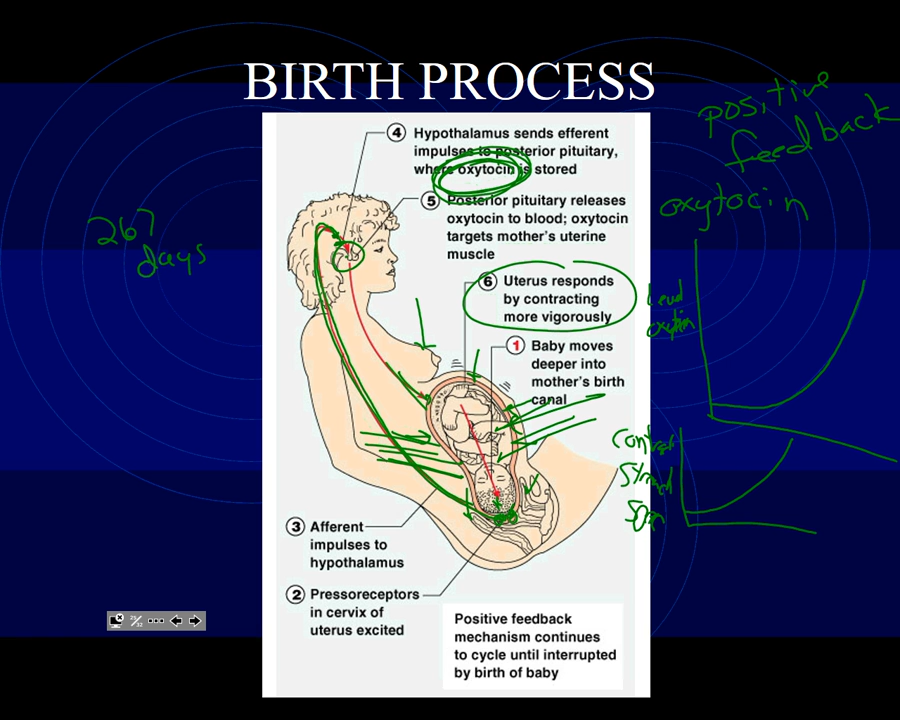 BIRTH PROCESS
4 Hypothalamus sends efferent
impulses to posterior pituitary,
where oxytocin is stored
5 Posterior pituitary releases
oxytocin to blood; oxytocin
targets mother's uterine
muscle
6 Uterus responds
by contracting
more vigorously
1 Baby moves
deeper into
mother's birth
canal
3 Afferent
impulses to
hypothalamus
2 Pressoreceptors
in cervix of
uterus excited
Positive feedback
mechanism continues
to cycle until interrupted
by birth of baby
267
days
positive
feedback
oxytocin